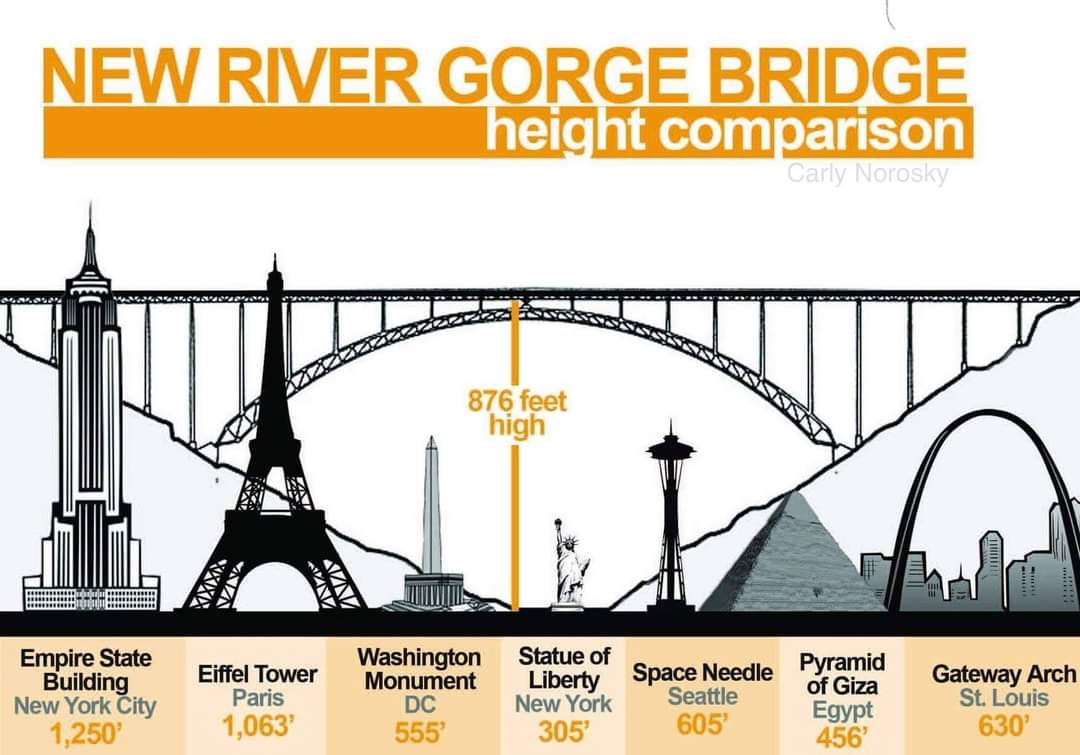 NEW RIVER GORGE BRIDGE
height comparison
Carly Norosky
876 feet
high
Empire State
Building
New York City
1,250’
Eiffel Tower
Paris
1,063’
Washington
Monument
DC
555’
Statue of
Liberty
New York
305’
Space Needle
Seattle
605’
Pyramid
of Giza
Egypt
456’
Gateway Arch
St. Louis
630’